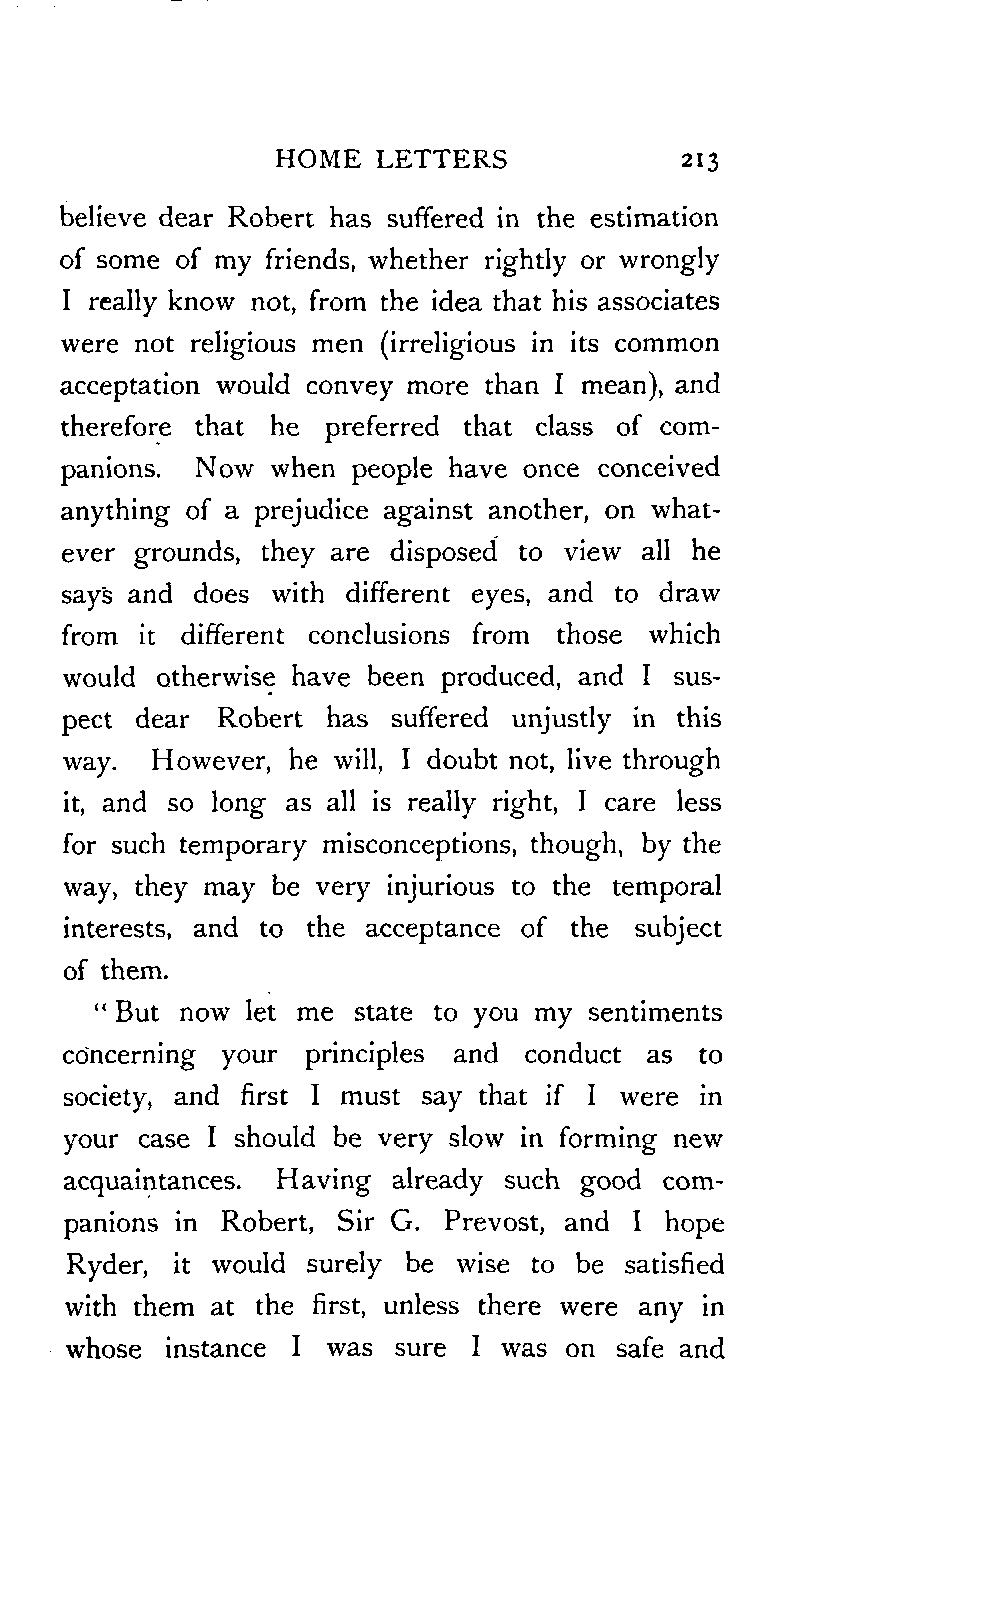 HOME LETTERS 213
believe dear Robert has suffered in the estimation
of some of my friends, whether rightly or wrongly
I really know not, from the idea that his associates
were not religious men (irreligious in its common
acceptation would convey more than I mean), and
therefore that he preferred that class of com-
panions. Now when people have once conceived
anything of a prejudice against another, on what-
ever grounds, they are disposed to view all he
says and does with different eyes, and to draw
from it different conclusions from those which
would otherwise have been produced, and I sus-
pect dear Robert has suffered unjustly in this
way. However, he will, I doubt not, live through
it, and so long as all is really right, I care less
for such temporary misconceptions, though, by the
way, they may be very injurious to the temporal
interests, and to the acceptance of the subject
of them.
"But now let me state to you my sentiments
concerning your principles and conduct as to
society, and first I must say that if I were in
your case I should be very slow in forming new
acquaintances. Having already such good com-
panions in Robert, Sir G. Prevost, and I hope
Ryder, it would surely be wise to be satisfied
with them at the first, unless there were any in
whose instance I was sure I was on safe and